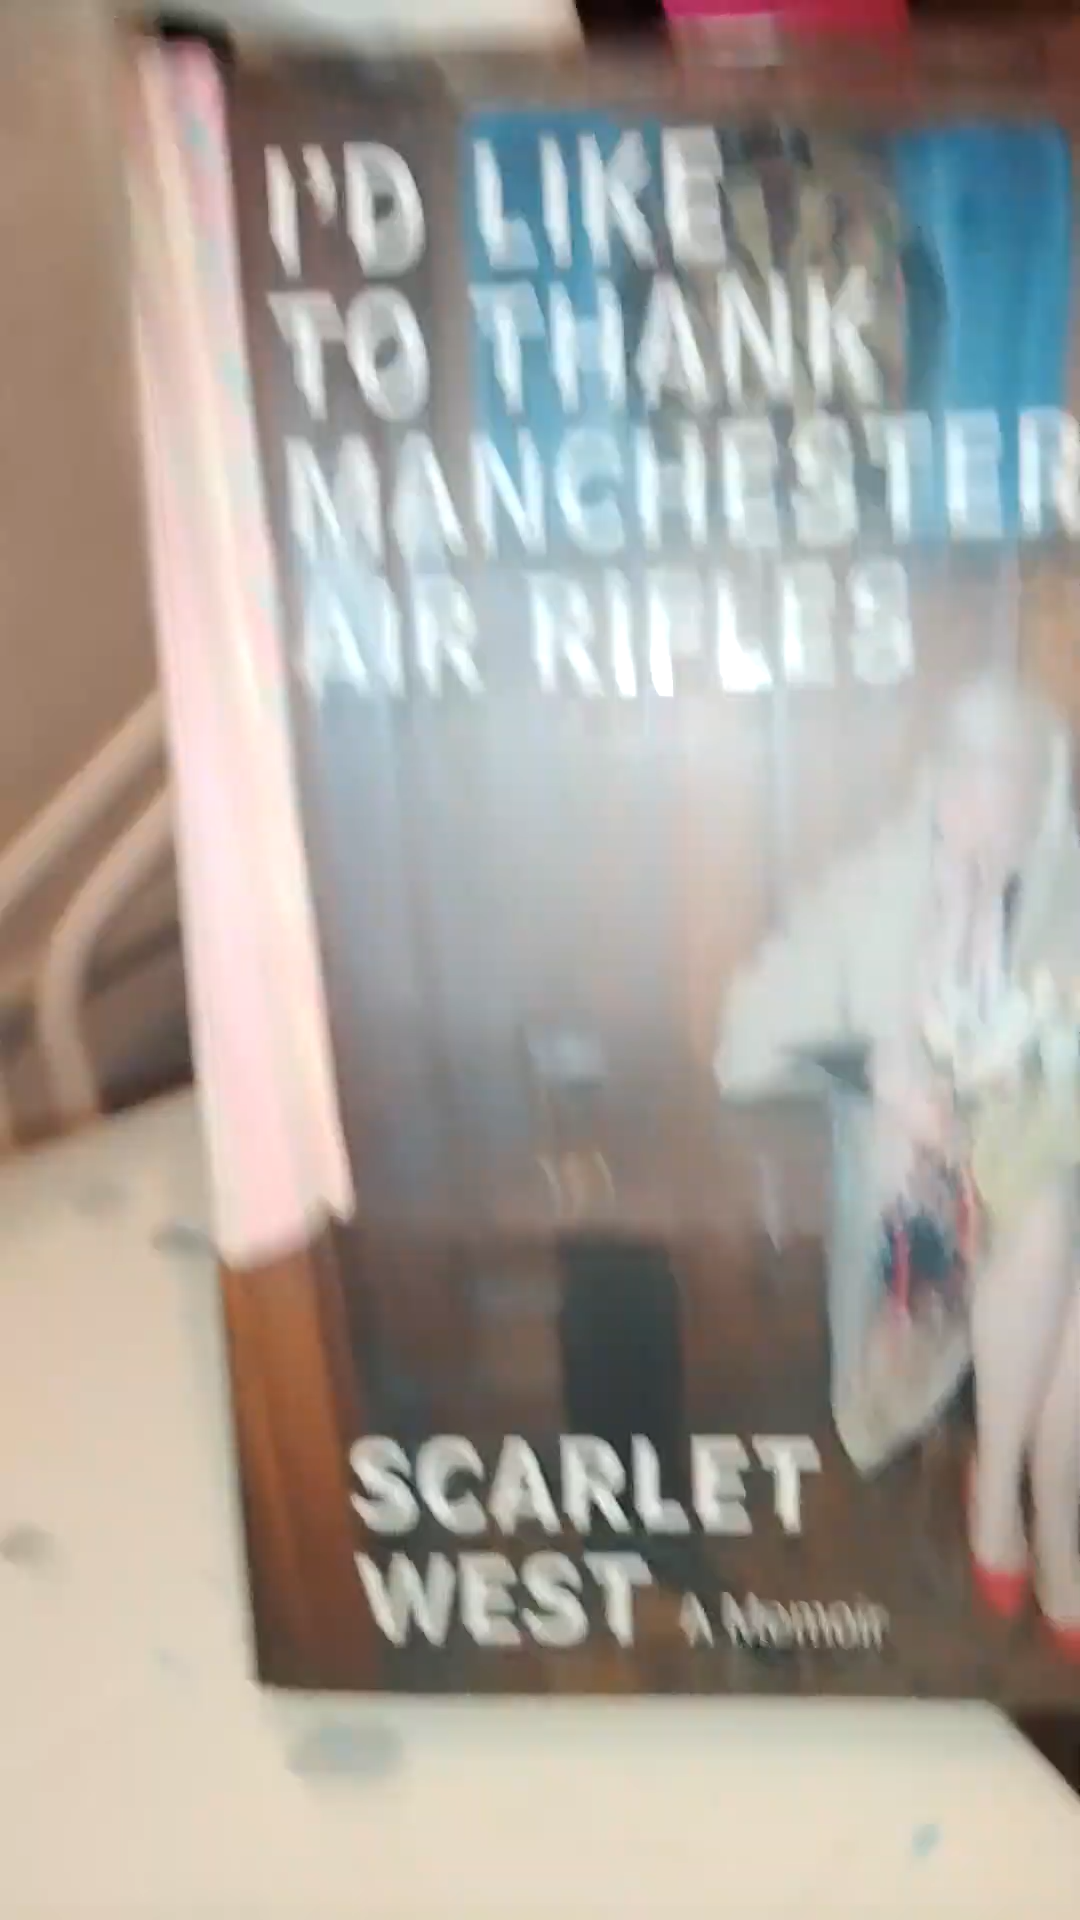 I'D LIKE
TO THANK
MANCHESTER
AIR RIFLES
SCARLET
WEST A Memoir